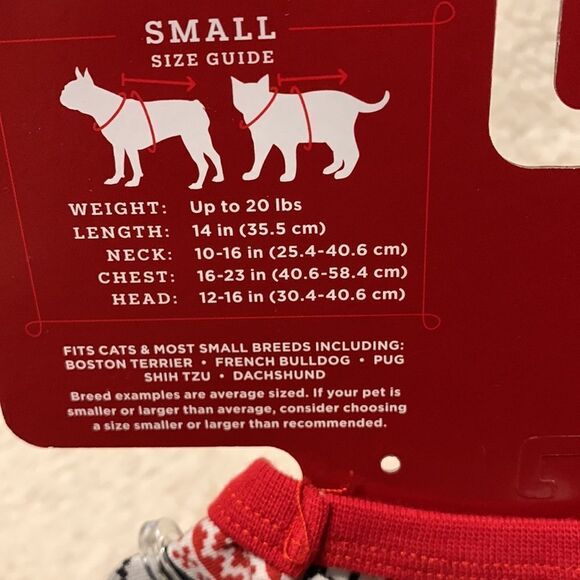 SMALL
SIZE GUIDE
WEIGHT: Up to 20 lbs
LENGTH: 14 in (35.5 cm)
NECK: 10-16 in (25.4-40.6 cm)
CHEST: 16-23 in (40.6-58.4 cm)
HEAD: 12-16 in (30.4-40.6 cm)
FITS CATS & MOST SMALL BREEDS INCLUDING:
BOSTON TERRIER • FRENCH BULLDOG • PUG
SHIH TZU • DACHSHUND
Breed examples are average sized. If your pet is
smaller or larger than average, consider choosing
a size smaller or larger than recommended.